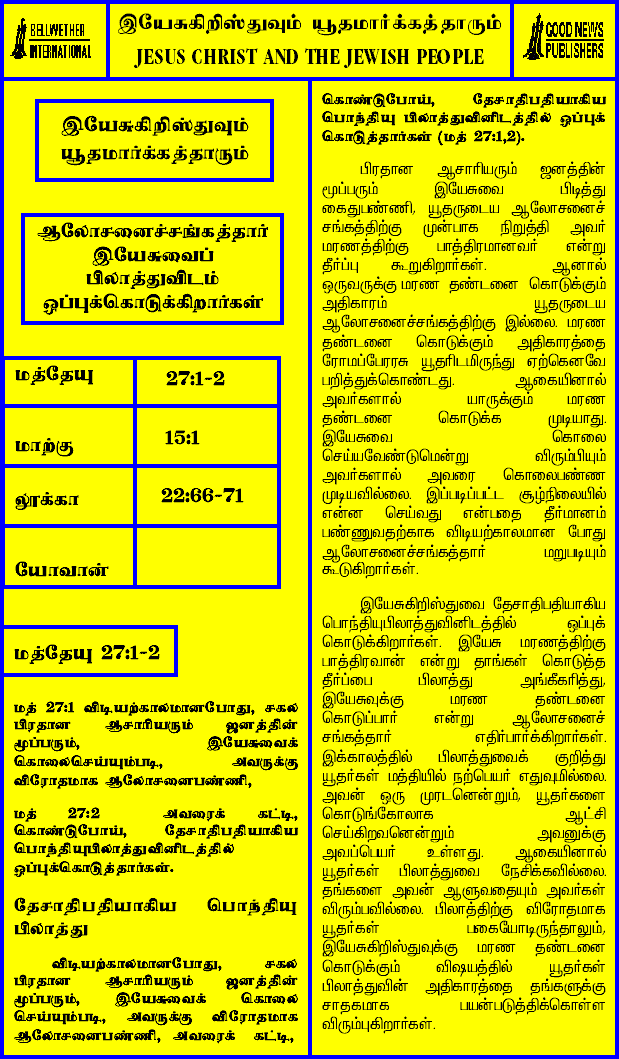 BELLWETHER
INTERNATIONAL
இயேசுகிறிஸ்துவும் யூதமார்க்கத்தாரும்
JESUS CHRIST AND THE JEWISH PEOPLE
GOOD NEWS
PUBLISHERS
இயேசுகிறிஸ்துவும்
யூதமார்க்கத்தாரும்
ஆலோசனைச்சங்கத்தார்
இயேசுவைப்
பிலாத்துவிடம்
ஒப்புக்கொடுக்கிறார்கள்
மத்தேயு 27:1-2
மாற்கு 15:1
லூக்கா 22:66-71
யோவான்
மத்தேயு 27:1-2
மத் 27:1 விடியற்காலமானபோது, சகல
பிரதான ஆசாரியரும் ஜனத்தின்
மூப்பரும், இயேசுவைக்
கொலைசெய்யும்படி, அவருக்கு
விரோதமாக ஆலோசனைபண்ணி,
மத் 27:2 அவரைக் கட்டி,
கொண்டுபோய், தேசாதிபதியாகிய
பொந்தியுபிலாத்துவினிடத்தில்
ஒப்புக்கொடுத்தார்கள்.
தேசாதிபதியாகிய பொந்தியு
பிலாத்து
விடியற்காலமானபோது, சகல
பிரதான ஆசாரியரும் ஜனத்தின்
மூப்பரும், இயேசுவைக் கொலை
செய்யும்படி, அவருக்கு விரோதமாக
ஆலோசனைபண்ணி, அவரைக் கட்டி,
கொண்டுபோய், தேசாதிபதியாகிய
பொந்தியு பிலாத்துவினிடத்தில் ஒப்புக்
கொடுத்தார்கள் (மத் 27:1,2).
பிரதான ஆசாரியரும் ஜனத்தின்
மூப்பரும் இயேசுவை பிடித்து
கைதுபண்ணி, யூதருடைய ஆலோசனைச்
சங்கத்திற்கு முன்பாக நிறுத்தி அவர்
மரணத்திற்கு பாத்திரமானவர் என்று
தீர்ப்பு கூறுகிறார்கள். ஆனால்
ஒருவருக்கு மரண தண்டனை கொடுக்கும்
அதிகாரம் யூதருடைய
ஆலோசனைச்சங்கத்திற்கு இல்லை. மரண
தண்டனை கொடுக்கும் அதிகாரத்தை
ரோமப்பேரரசு யூதரிடமிருந்து ஏற்கெனவே
பறித்துக்கொண்டது. ஆகையினால்
அவர்களால் யாருக்கும் மரண
தண்டனை கொடுக்க முடியாது.
இயேசுவை கொலை
செய்யவேண்டுமென்று விரும்பியும்
அவர்களால் அவரை கொலைபண்ண
முடியவில்லை. இப்படிப்பட்ட சூழ்நிலையில்
என்ன செய்வது என்பதை தீர்மானம்
பண்ணுவதற்காக விடியற்காலமான போது
ஆலோசனைச்சங்கத்தார் மறுபடியும்
கூடுகிறார்கள்.
இயேசுகிறிஸ்துவை தேசாதிபதியாகிய
பொந்தியுபிலாத்துவினிடத்தில் ஒப்புக்
கொடுக்கிறார்கள். இயேசு மரணத்திற்கு
பாத்திரவான் என்று தாங்கள் கொடுத்த
தீர்ப்பை பிலாத்து அங்கீகரித்து,
இயேசுவுக்கு மரண தண்டனை
கொடுப்பார் என்று ஆலோசனைச்
சங்கத்தார் எதிர்பார்க்கிறார்கள்.
இக்காலத்தில் பிலாத்துவைக் குறித்து
யூதர்கள் மத்தியில் நற்பெயர் எதுவுமில்லை.
அவன் ஒரு முரடனென்றும், யூதர்களை
கொடுங்கோலாக ஆட்சி
செய்கிறவனென்றும் அவனுக்கு
அவப்பெயர் உள்ளது. ஆகையினால்
யூதர்கள் பிலாத்துவை நேசிக்கவில்லை.
தங்களை அவன் ஆளுவதையும் அவர்கள்
விரும்பவில்லை. பிலாத்திற்கு விரோதமாக
யூதர்கள் பகையோடிருந்தாலும்,
இயேசுகிறிஸ்துவுக்கு மரண தண்டனை
கொடுக்கும் விஷயத்தில் யூதர்கள்
பிலாத்துவின் அதிகாரத்தை தங்களுக்கு
சாதகமாக பயன்படுத்திக்கொள்ள
விரும்புகிறார்கள்.